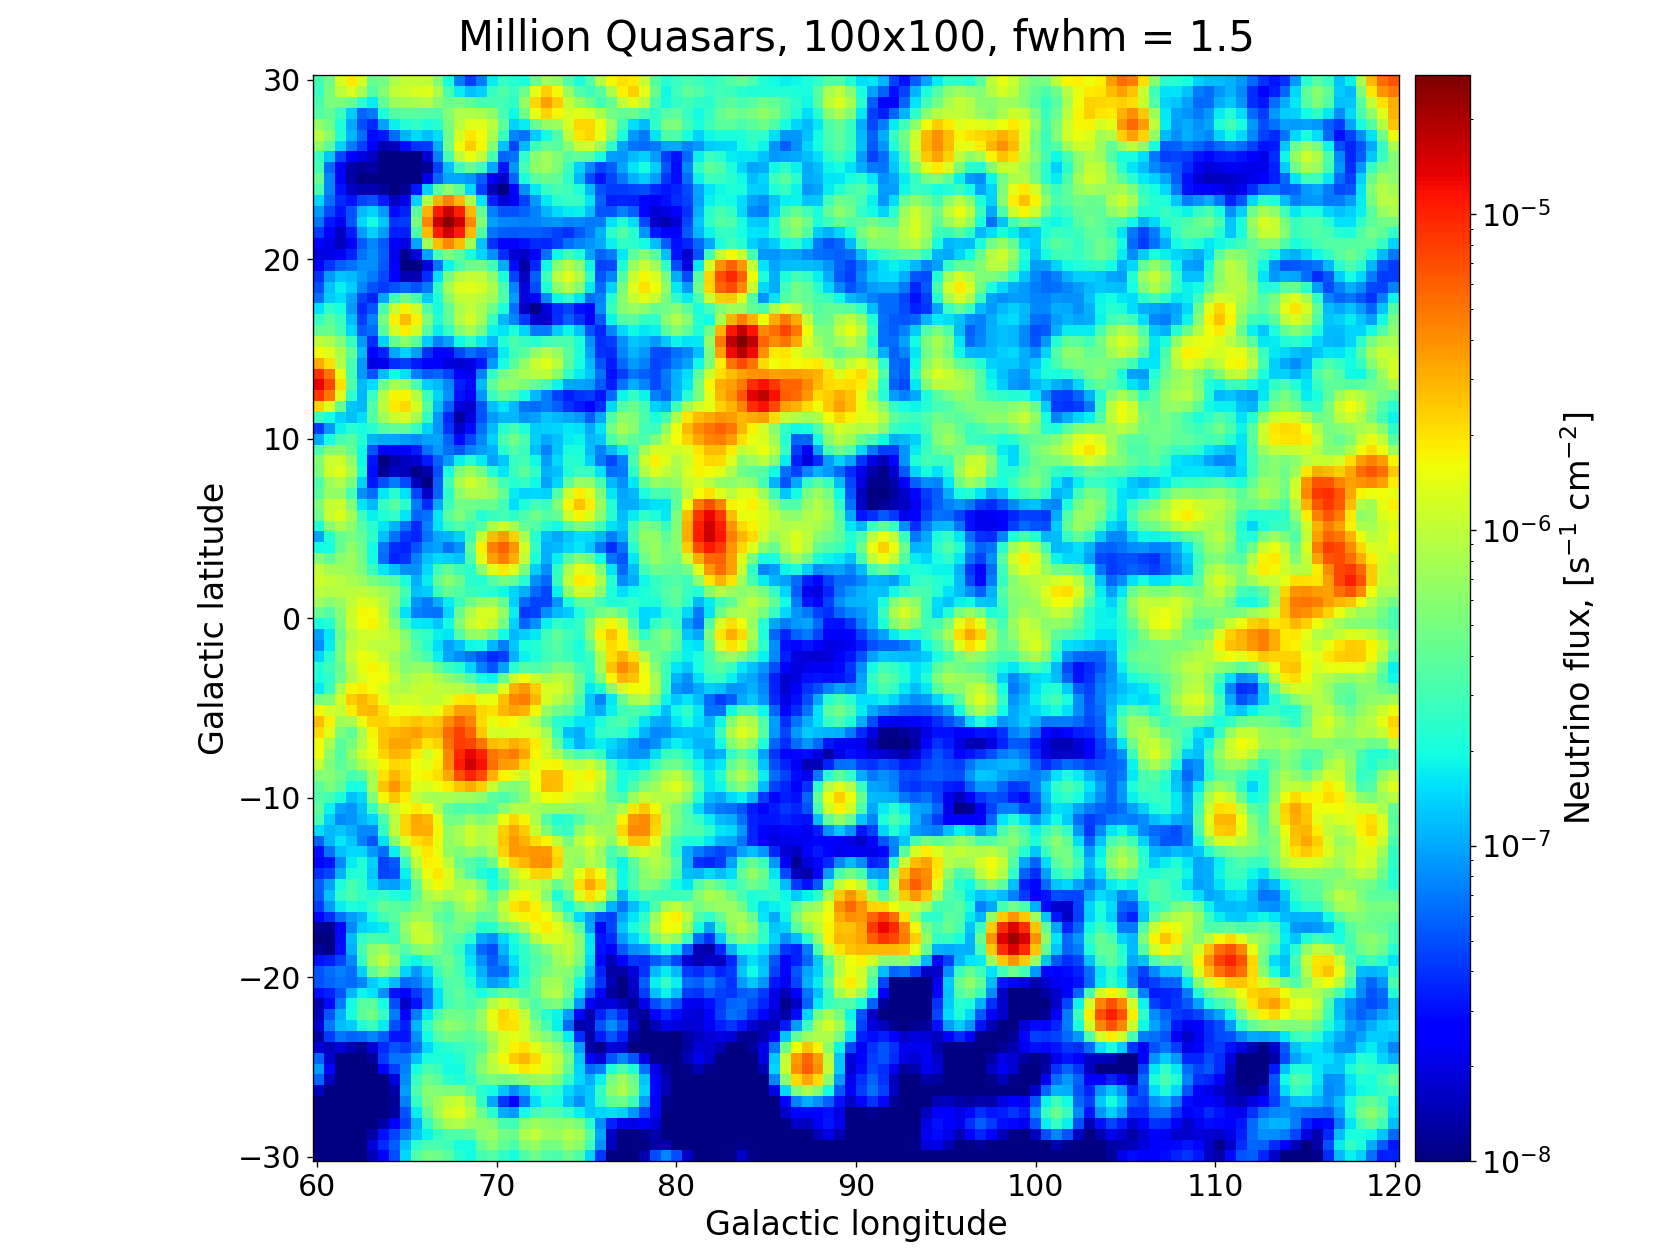 Million Quasars, 100x100, fwhm = 1.5
30
20
10
0
−10
−20
−30
Galactic latitude
60 70 80 90 100 110 120
Galactic longitude
10⁻⁵
10⁻⁶
10⁻⁷
10⁻⁸
Neutrino flux, [s⁻¹ cm⁻²]